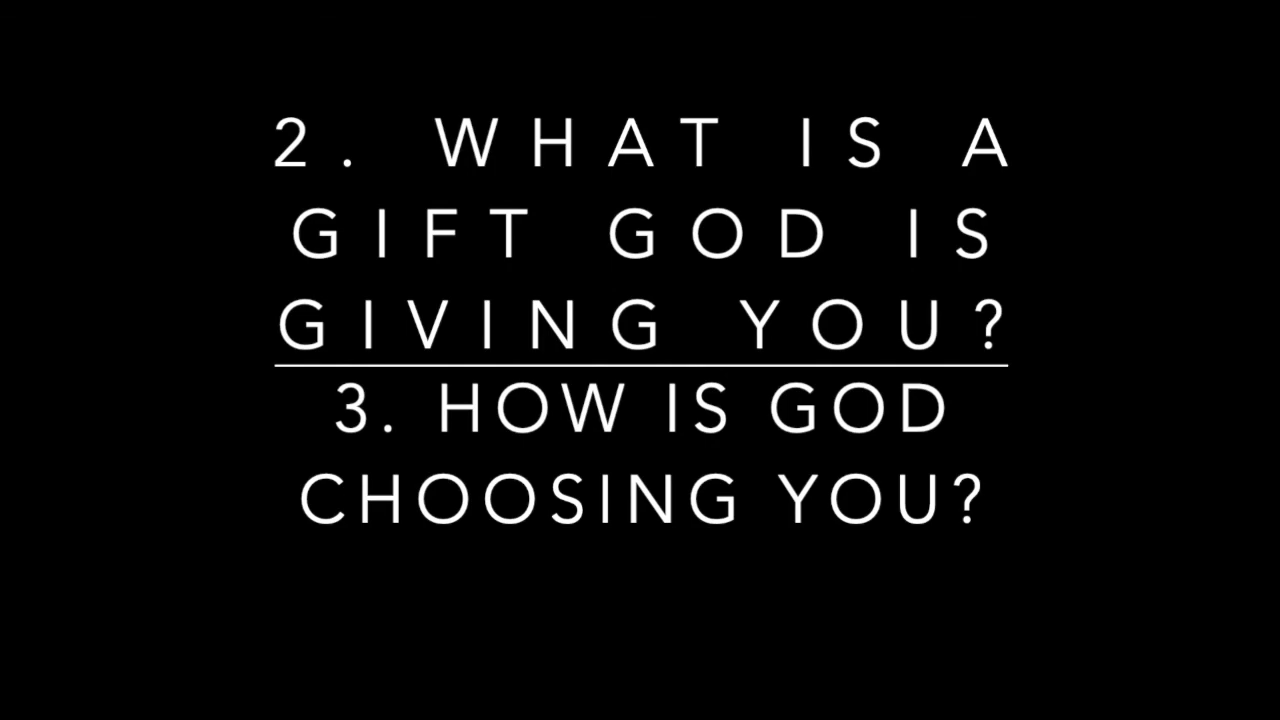 2. WHAT IS A
GIFT GOD IS
GIVING YOU?
3. HOW IS GOD
CHOOSING YOU?